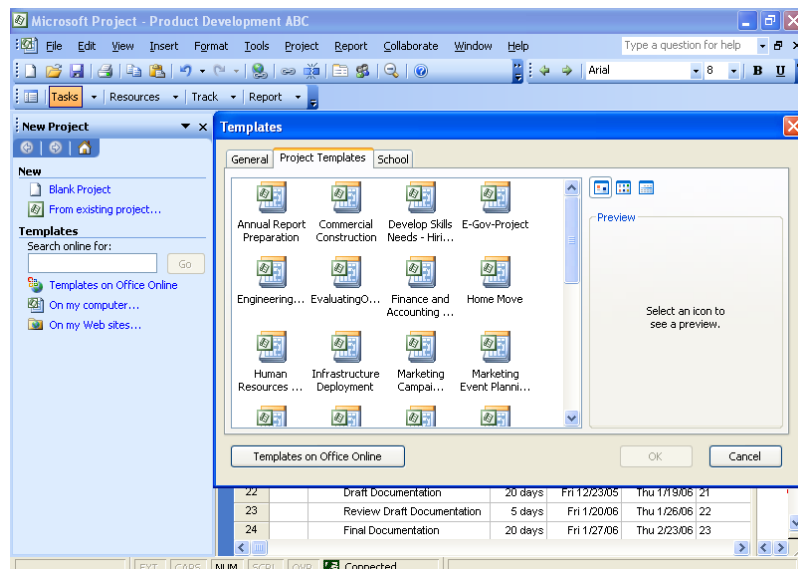 Microsoft Project - Product Development ABC
File Edit View Insert Format Tools Project Report Collaborate Window Help Type a question for help
Arial 8 B U
Tasks Resources Track Report
New Project
New
Blank Project
From existing project...
Templates
Search online for:
Go
Templates on Office Online
On my computer...
On my Web sites...
Templates
General Project Templates School
Annual Report Preparation
Commercial Construction
Develop Skills Needs - Hiri...
E-Gov-Project
Engineering...
EvaluatingO...
Finance and Accounting ...
Home Move
Human Resources ...
Infrastructure Deployment
Marketing Campai...
Marketing Event Planni...
Preview
Select an icon to
see a preview.
Templates on Office Online
OK Cancel
22 Draft Documentation 20 days Fri 12/23/05 Thu 1/19/06 21
23 Review Draft Documentation 5 days Fri 1/20/06 Thu 1/26/06 22
24 Final Documentation 20 days Fri 1/27/06 Thu 2/23/06 23
EXT CAPS NUM SCRL OVR Connected